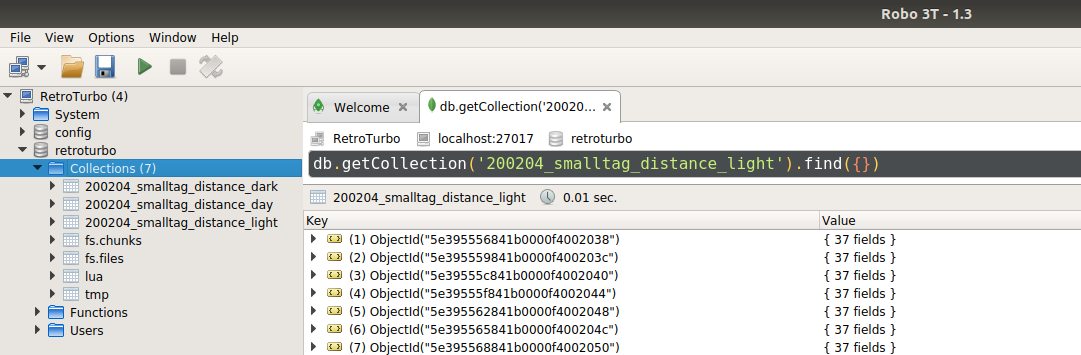 Robo 3T - 1.3
File View Options Window Help
RetroTurbo (4)
System
config
retroturbo
Collections (7)
200204_smalltag_distance_dark
200204_smalltag_distance_day
200204_smalltag_distance_light
fs.chunks
fs.files
lua
tmp
Functions
Users
Welcome
db.getCollection('20020...
RetroTurbo localhost:27017 retroturbo
db.getCollection('200204_smalltag_distance_light').find({})
200204_smalltag_distance_light 0.01 sec.
Key Value
(1) ObjectId("5e395556841b0000f4002038") { 37 fields }
(2) ObjectId("5e395559841b0000f400203c") { 37 fields }
(3) ObjectId("5e39555c841b0000f4002040") { 37 fields }
(4) ObjectId("5e39555f841b0000f4002044") { 37 fields }
(5) ObjectId("5e395562841b0000f4002048") { 37 fields }
(6) ObjectId("5e395565841b0000f400204c") { 37 fields }
(7) ObjectId("5e395568841b0000f4002050") { 37 fields }